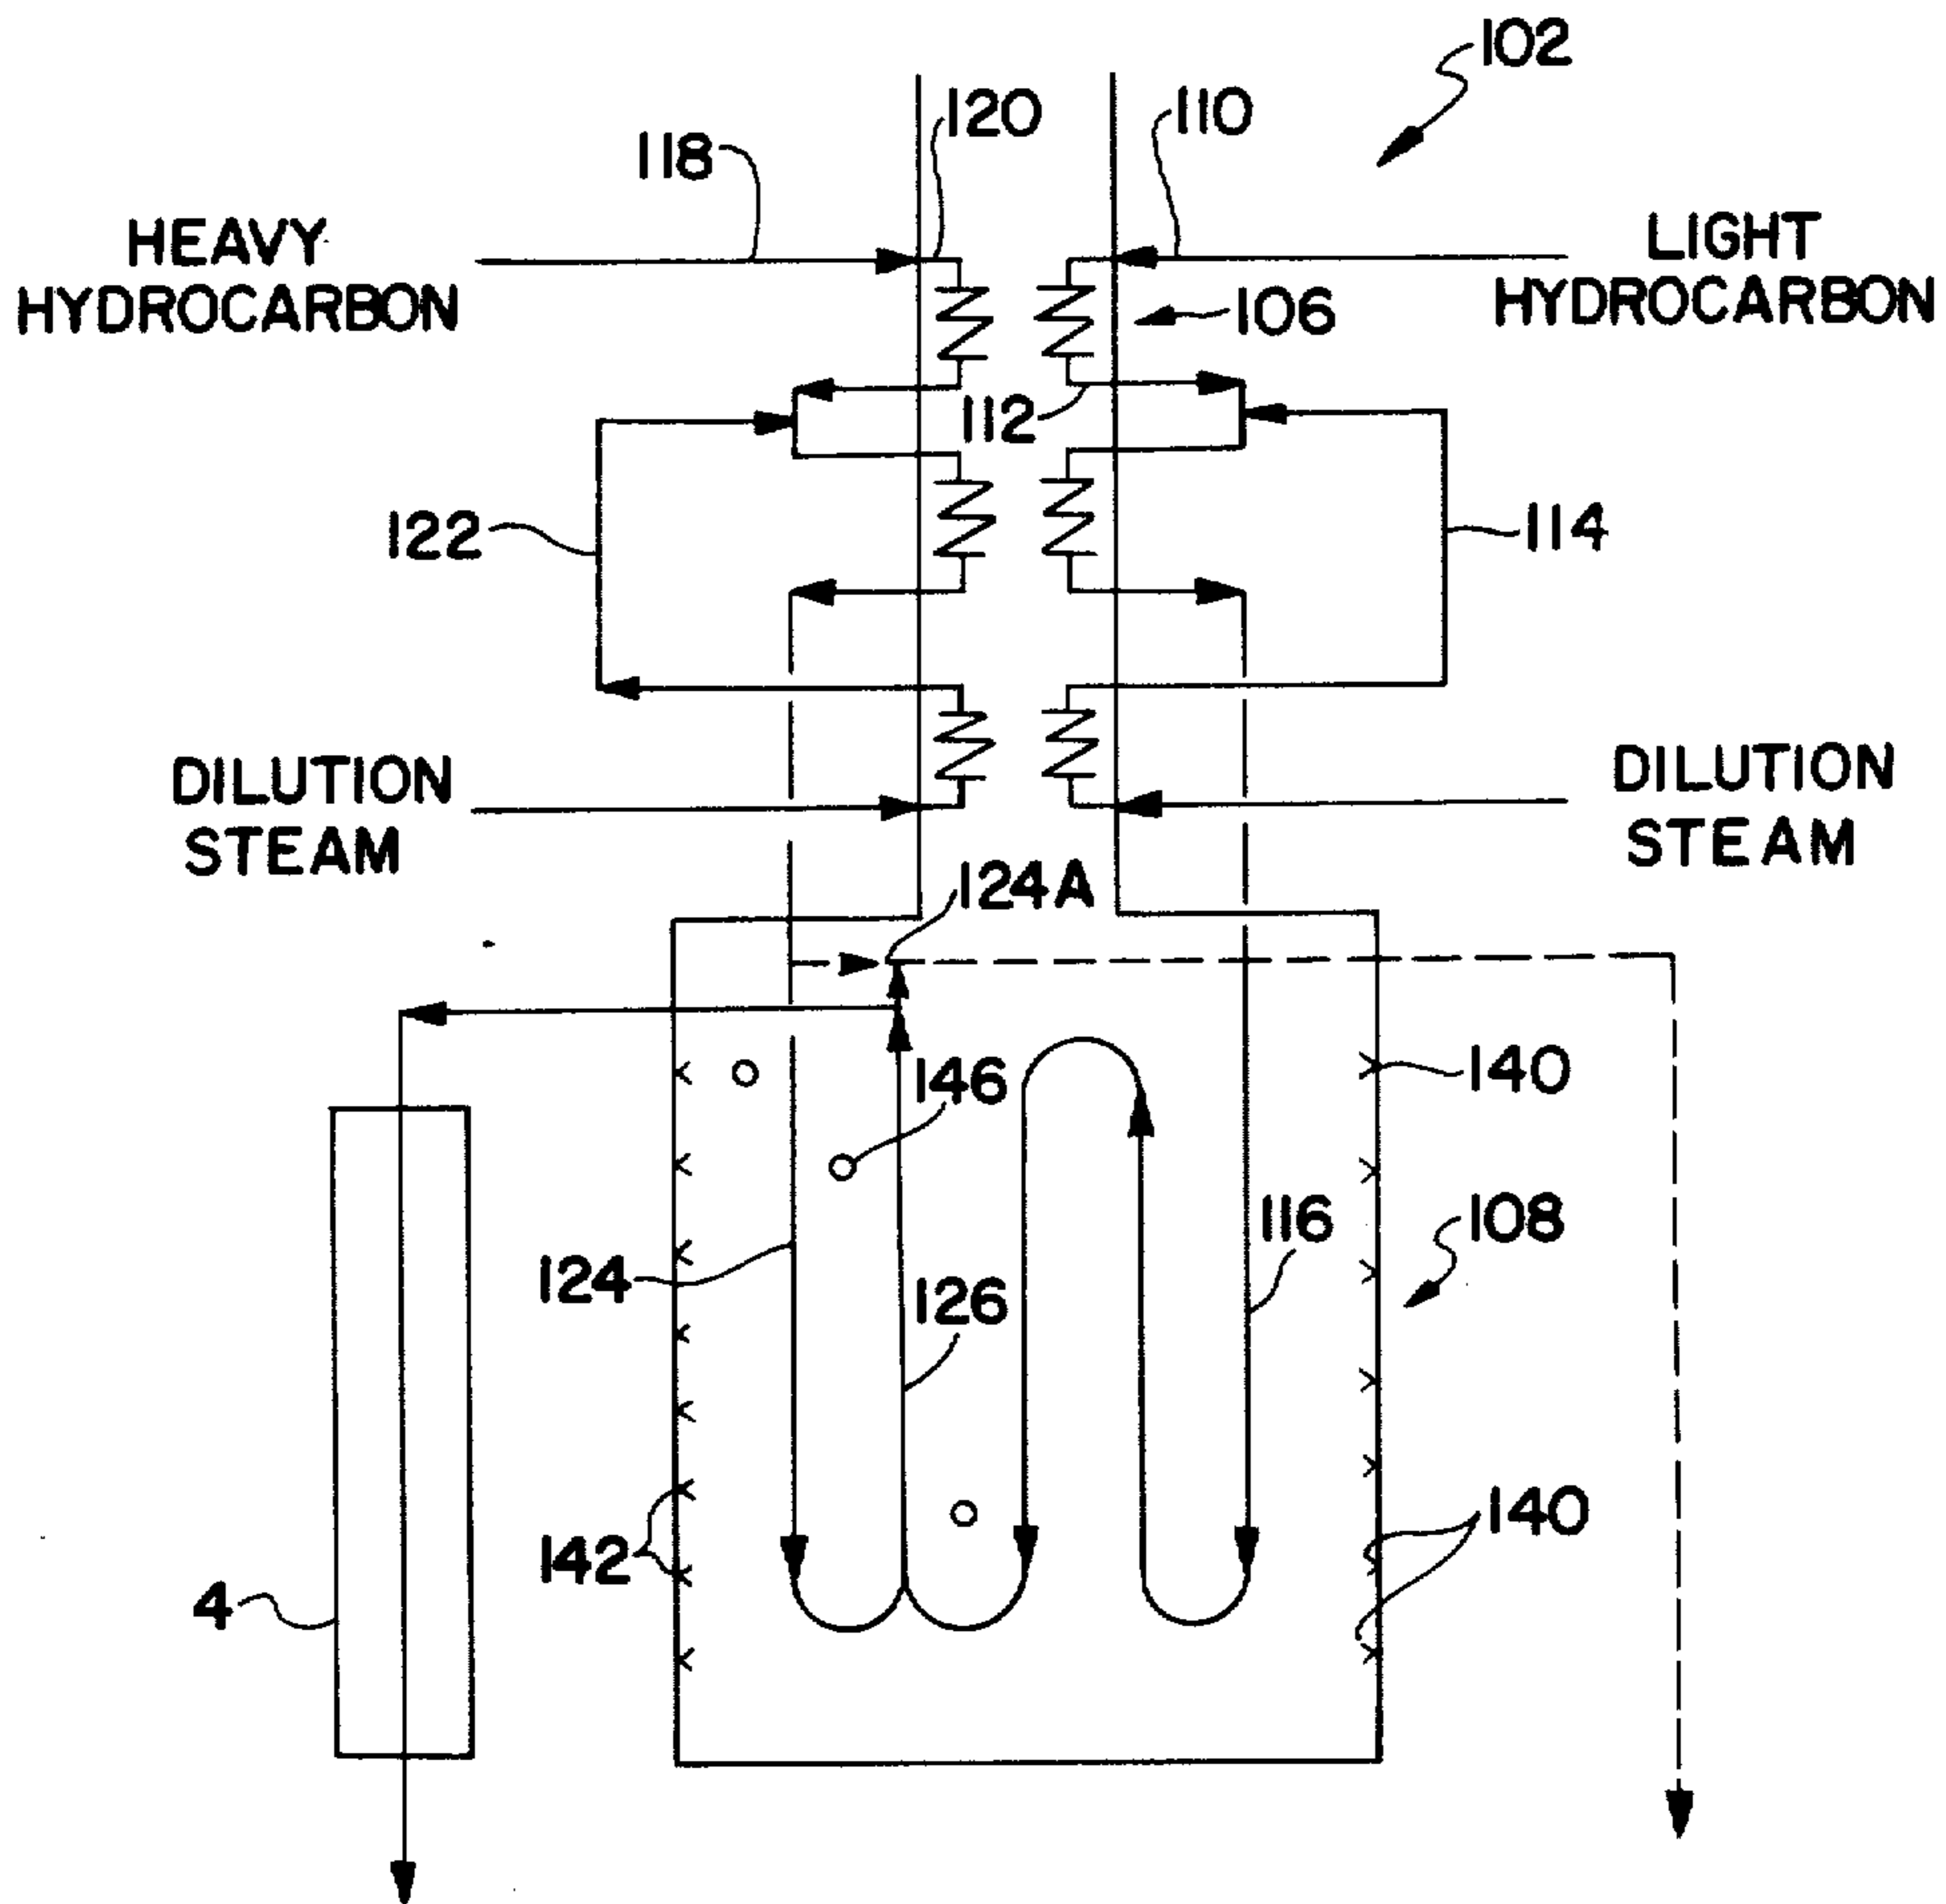 102
120
110
118
HEAVY
HYDROCARBON
LIGHT
HYDROCARBON
106
112
122
114
DILUTION
STEAM
DILUTION
STEAM
124A
146
140
116
108
124
126
140
142
4